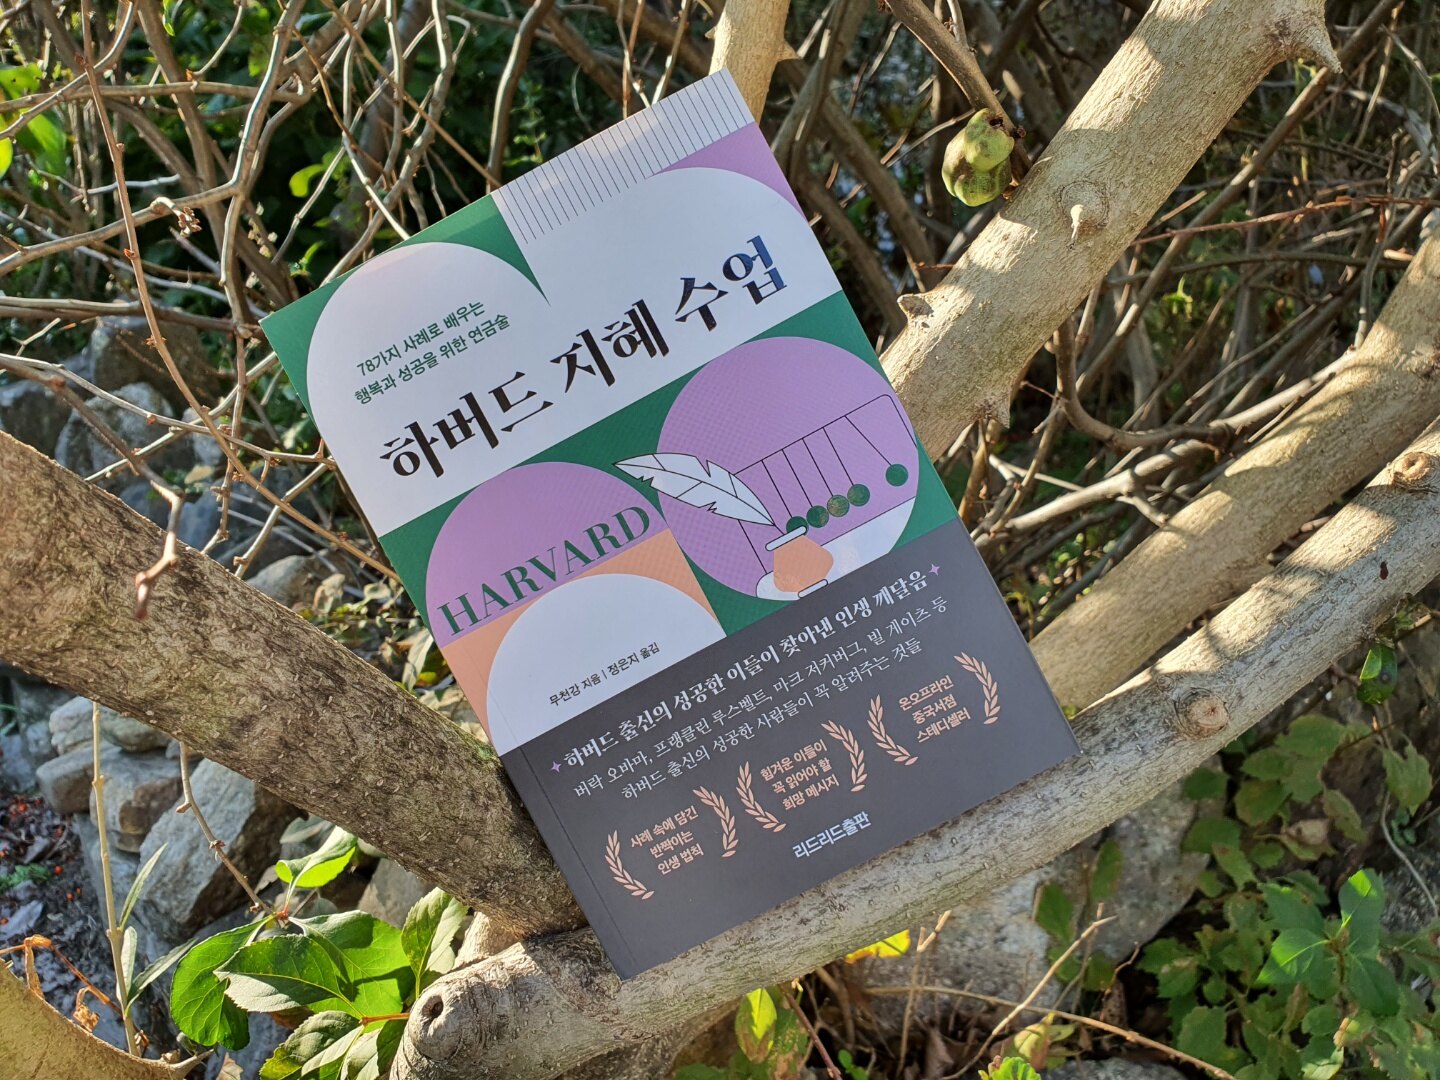 78가지 사례로 배우는
행복과 성공을 위한 연금술
하버드 지혜 수업
HARVARD
무천강 지음 | 정은지 옮김
하버드 출신의 성공한 이들이 찾아낸 인생 깨달음
버락 오바마, 프랭클린 루스벨트, 마크 저커버그, 빌 게이츠 등
하버드 출신의 성공한 사람들이 꼭 알려주는 것들
사례 속에 담긴
반짝이는
인생 법칙
힘겨운 이들이
꼭 읽어야 할
희망 메시지
온오프라인
중국서점
스테디셀러
리드리드출판